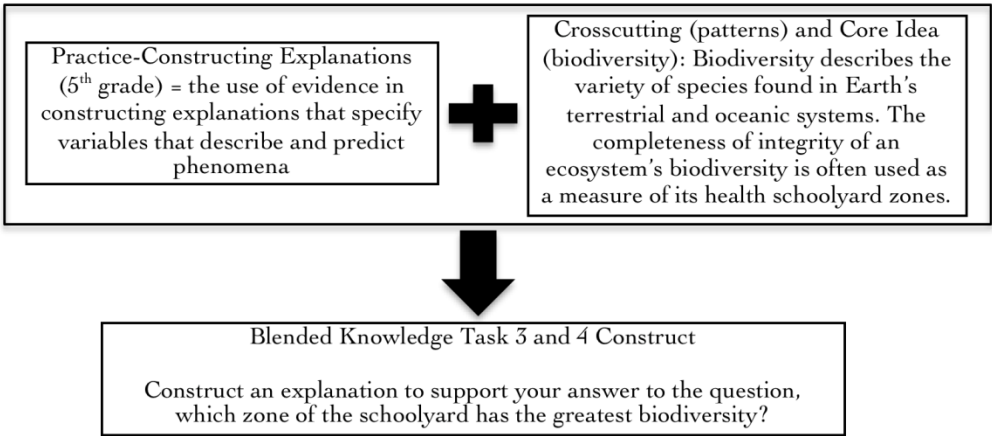 Practice-Constructing Explanations
(5th grade) = the use of evidence in
constructing explanations that specify
variables that describe and predict
phenomena
Crosscutting (patterns) and Core Idea
(biodiversity): Biodiversity describes the
variety of species found in Earth's
terrestrial and oceanic systems. The
completeness of integrity of an
ecosystem's biodiversity is often used as
a measure of its health schoolyard zones.
Blended Knowledge Task 3 and 4 Construct
Construct an explanation to support your answer to the question,
which zone of the schoolyard has the greatest biodiversity?